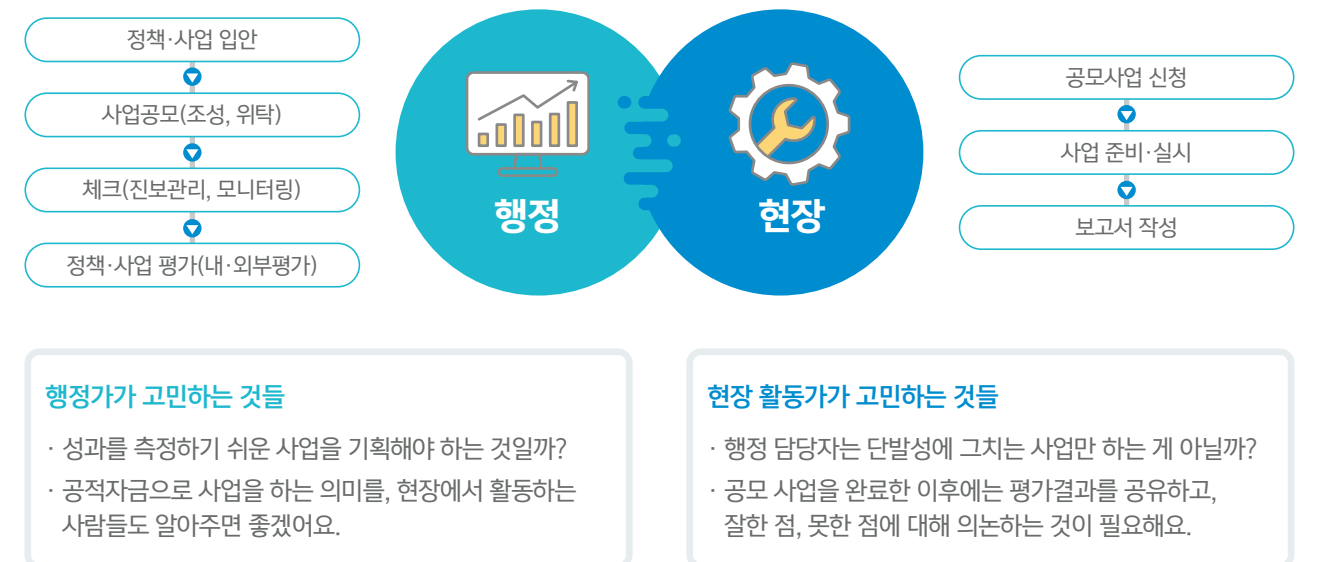 정책·사업 입안
사업공모(조성, 위탁)
체크(진보관리, 모니터링)
정책·사업 평가(내·외부평가)
행정
현장
공모사업 신청
사업 준비·실시
보고서 작성
행정가가 고민하는 것들
· 성과를 측정하기 쉬운 사업을 기획해야 하는 것일까?
· 공적자금으로 사업을 하는 의미를, 현장에서 활동하는
사람들도 알아주면 좋겠어요.
현장 활동가가 고민하는 것들
· 행정 담당자는 단발성에 그치는 사업만 하는 게 아닐까?
· 공모 사업을 완료한 이후에는 평가결과를 공유하고,
잘한 점, 못한 점에 대해 의논하는 것이 필요해요.